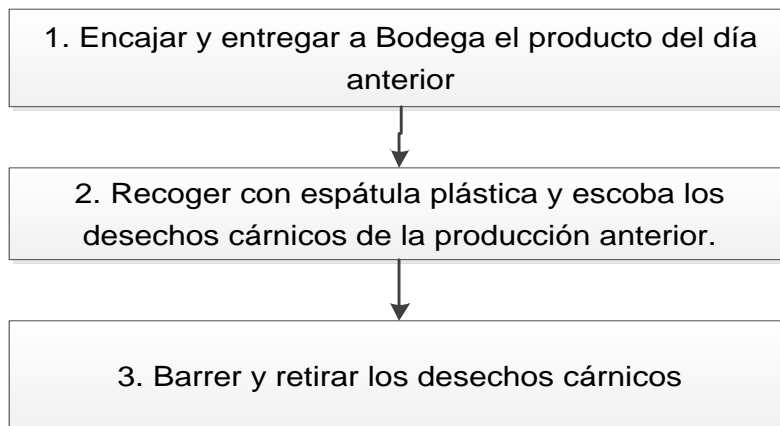 1. Encajar y entregar a Bodega el producto del día
anterior
2. Recoger con espátula plástica y escoba los
desechos cárnicos de la producción anterior.
3. Barrer y retirar los desechos cárnicos